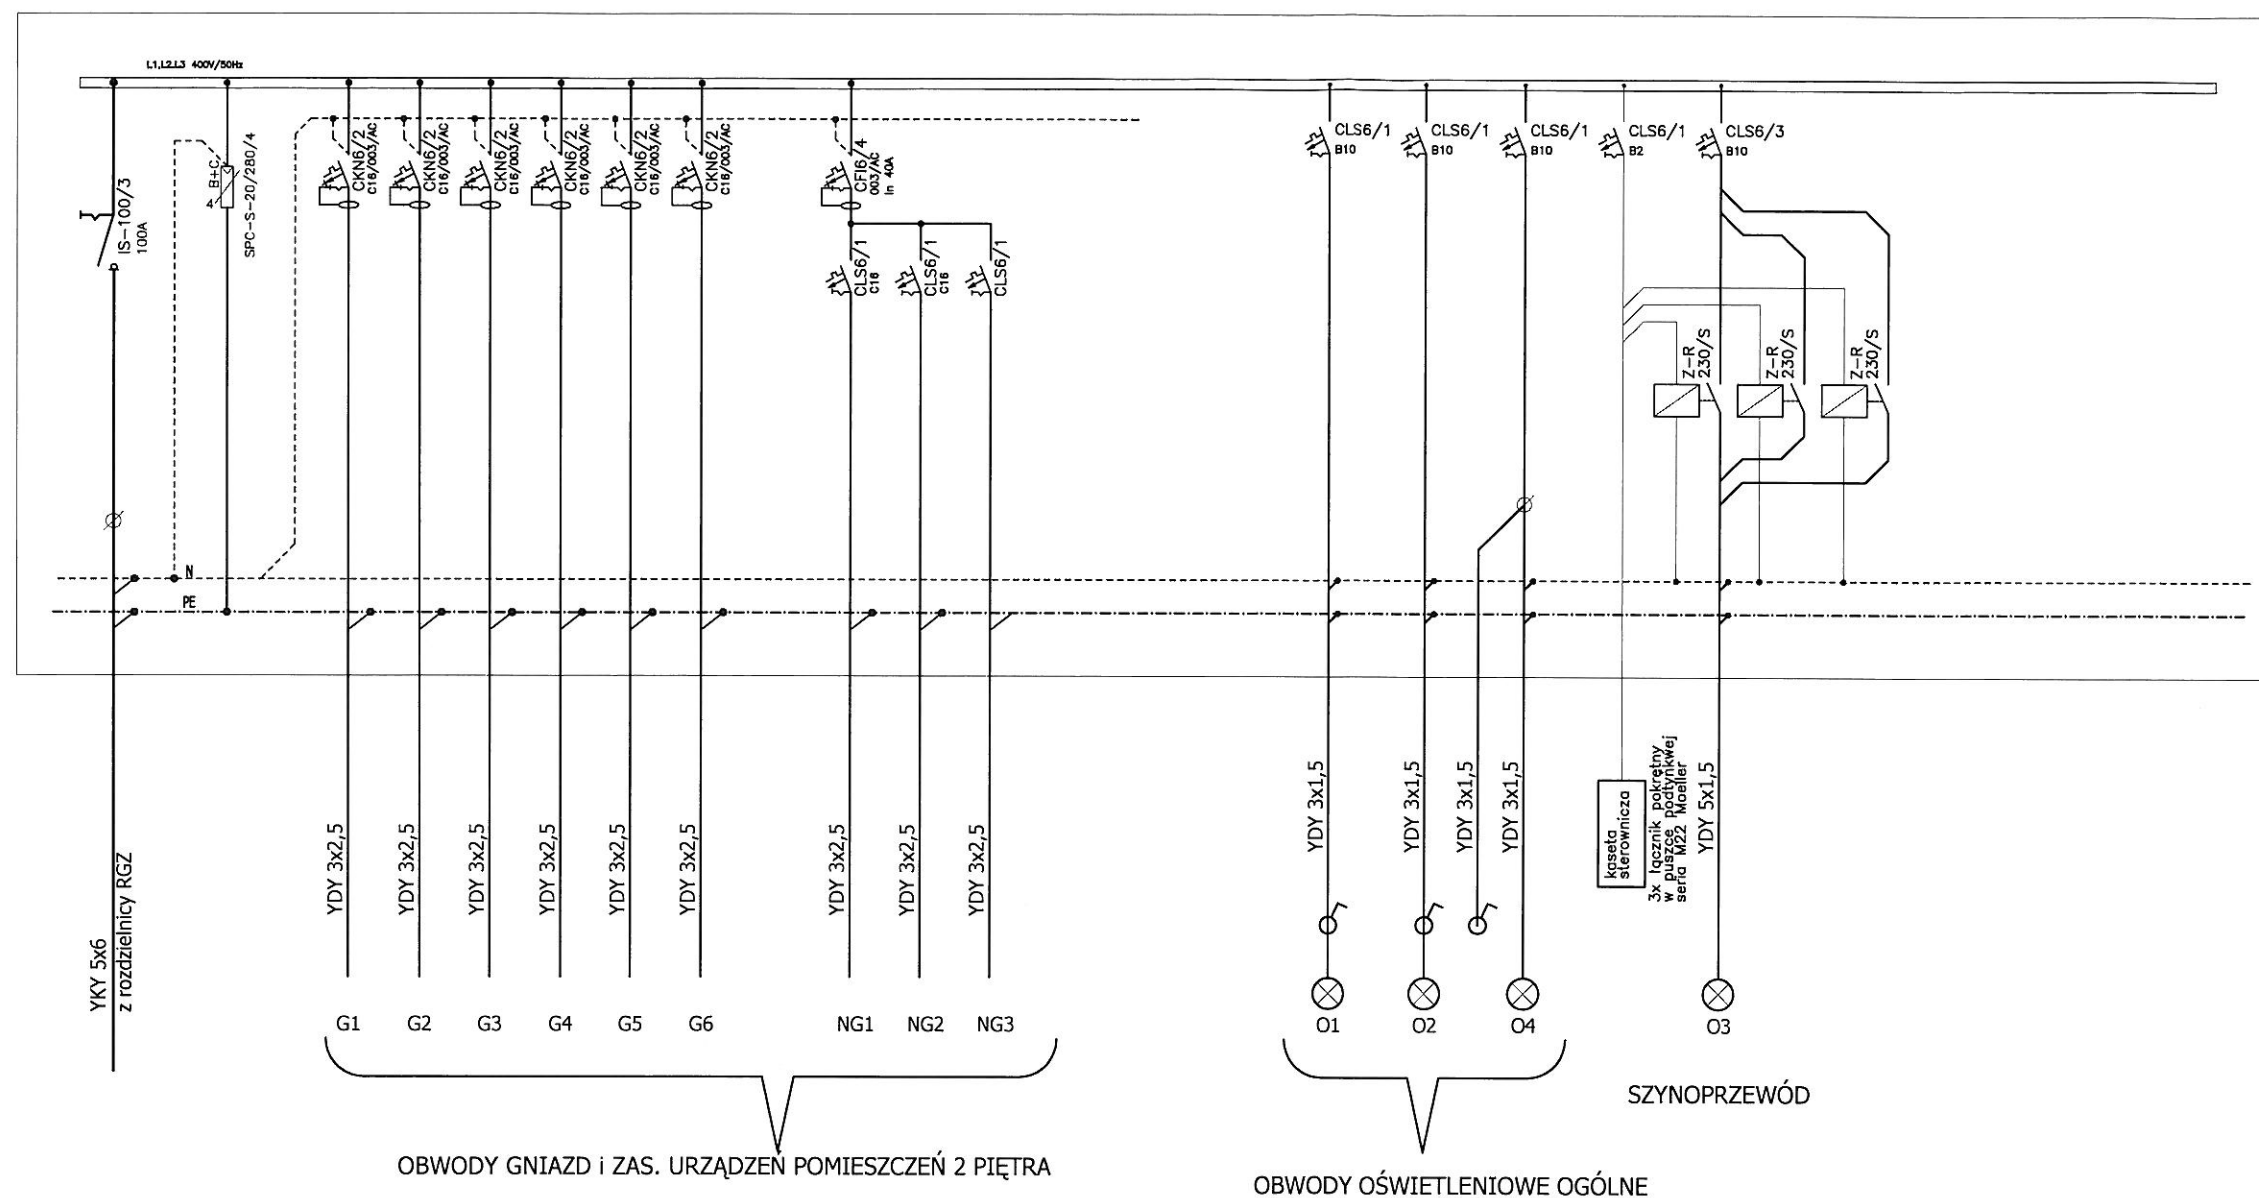 L1,L2,L3 400V/50Hz
IS-100/3
100A
B+C
4
SPC-S-20/280/4
CKN6/2
C16/003/AC
CKN6/2
C16/003/AC
CKN6/2
C16/003/AC
CKN6/2
C16/003/AC
CKN6/2
C16/003/AC
CKN6/2
C16/003/AC
CFI6/4
003/AC
In 40A
CLS6/1
C16
CLS6/1
C16
CLS6/1
CLS6/1
B10
CLS6/1
B10
CLS6/1
B10
CLS6/1
B2
CLS6/3
B10
Z-R
230/S
Z-R
230/S
Z-R
230/S
N
PE
YKY 5x6
z rozdzielnicy RGZ
YDY 3x2,5
YDY 3x2,5
YDY 3x2,5
YDY 3x2,5
YDY 3x2,5
YDY 3x2,5
YDY 3x2,5
YDY 3x2,5
YDY 3x2,5
YDY 3x1,5
YDY 3x1,5
YDY 3x1,5
YDY 3x1,5
kaseta
sterownicza
3x łącznik pokrętny
w puszce podtynkwej
seria M22 Moeller
YDY 5x1,5
G1
G2
G3
G4
G5
G6
NG1
NG2
NG3
O1
O2
O4
O3
SZYNOPRZEWÓD
OBWODY GNIAZD i ZAS. URZĄDZEŃ POMIESZCZEŃ 2 PIĘTRA
OBWODY OŚWIETLENIOWE OGÓLNE